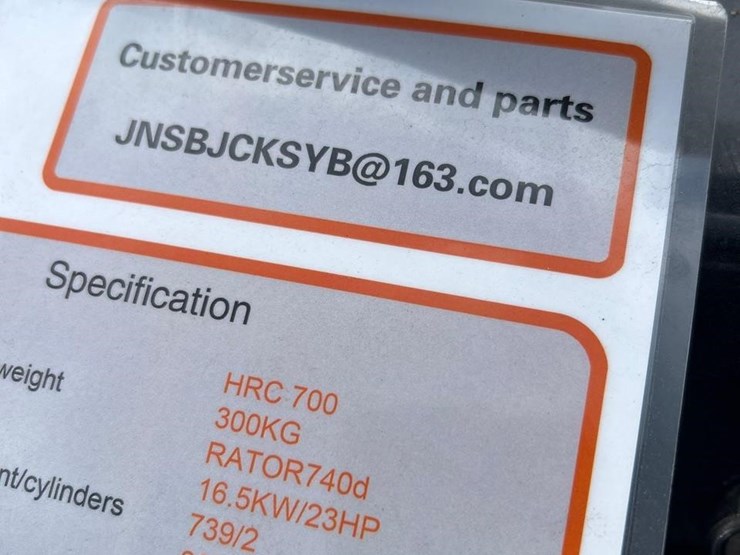 Customerservice and parts
JNSBJCKSYB@163.com
Specification
weight
HRC 700
300KG
RATOR740d
nt/cylinders
16.5KW/23HP
739/2